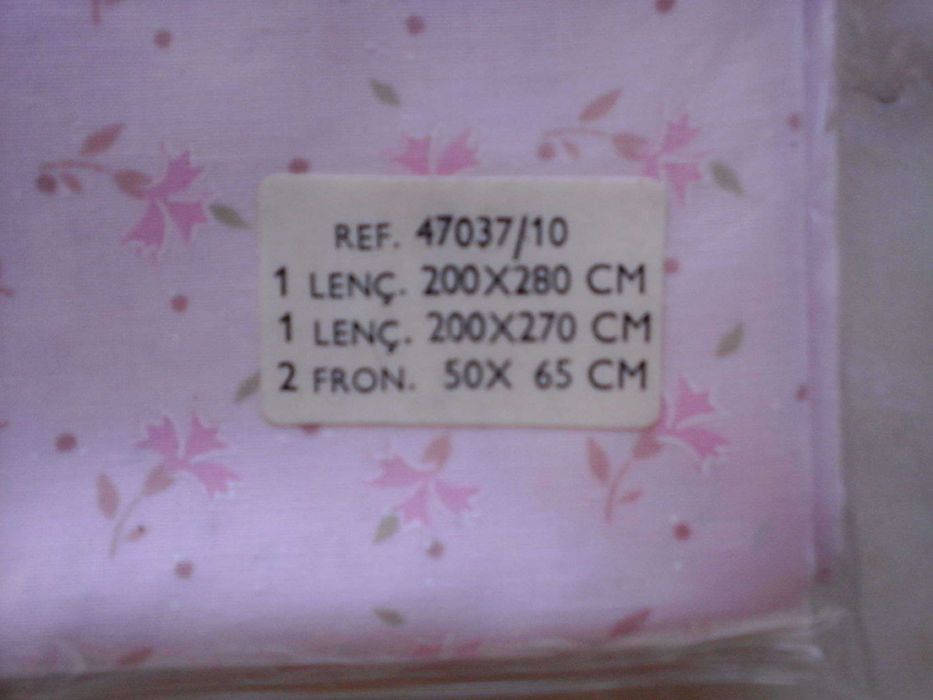 REF. 47037/10
1 LENÇ. 200X280 CM
1 LENÇ. 200X270 CM
2 FRON. 50X 65 CM